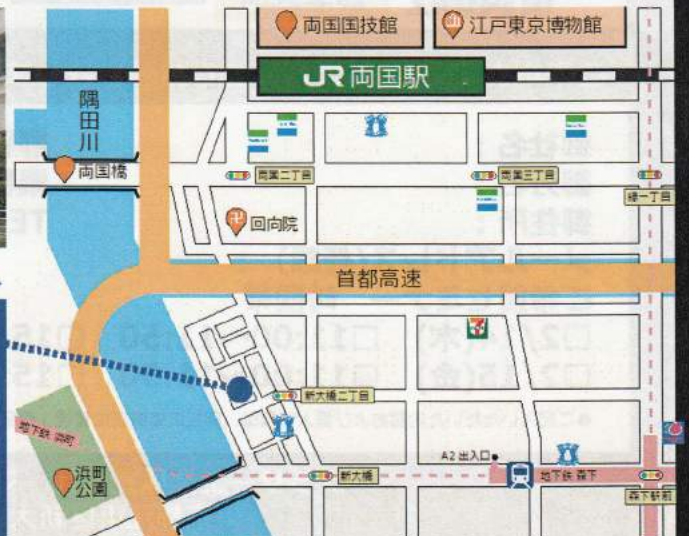 両国国技館
江戸東京博物館
JR 両国駅
隅田川
両国橋
両国二丁目
両国三丁目
緑一丁目
回向院
首都高速
新大橋二丁目
地下鉄 浜町
浜町公園
A2 出入口
新大橋
地下鉄 森下
森下駅前